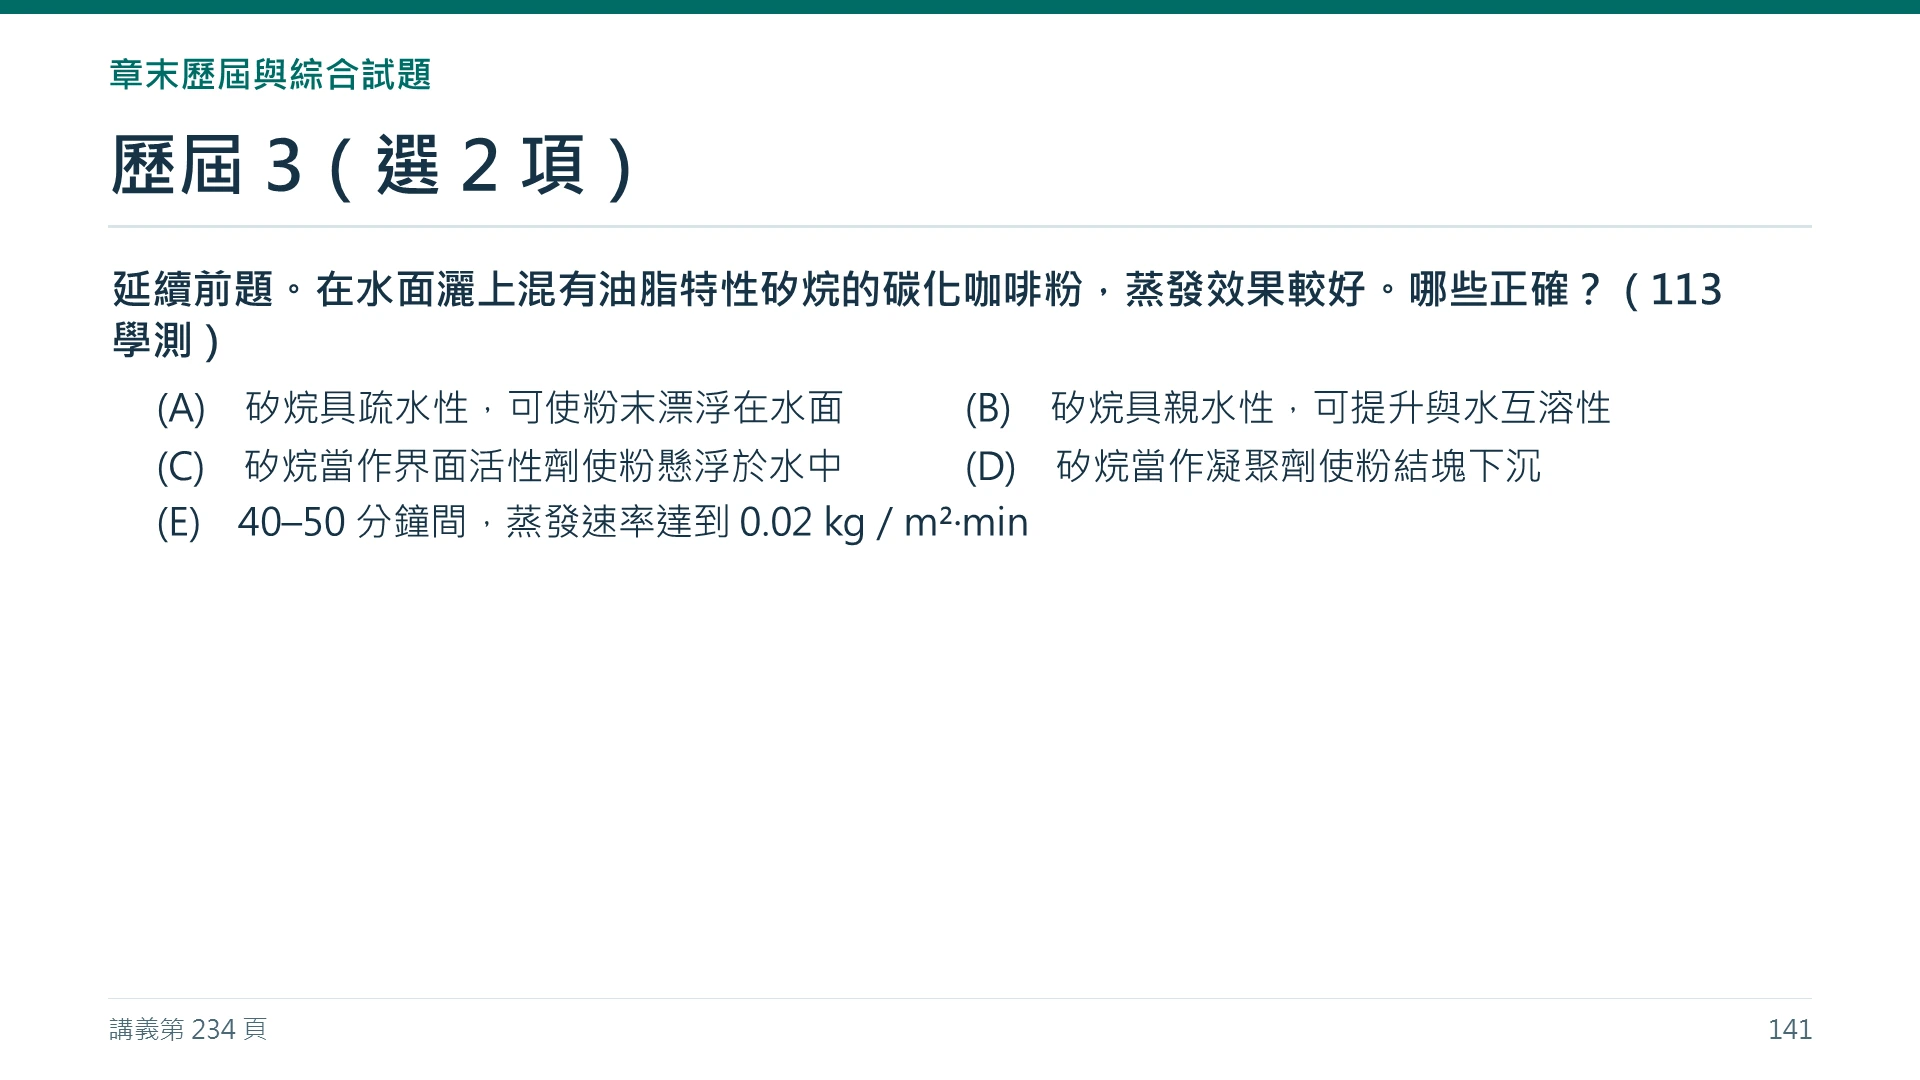 章末歷屆與綜合試題
歷屆 3（選 2 項）
延續前題。在水面灑上混有油脂特性矽烷的碳化咖啡粉，蒸發效果較好。哪些正確？（113
學測）
(A) 矽烷具疏水性，可使粉末漂浮在水面
(B) 矽烷具親水性，可提升與水互溶性
(C) 矽烷當作界面活性劑使粉懸浮於水中
(D) 矽烷當作凝聚劑使粉結塊下沉
(E) 40–50 分鐘間，蒸發速率達到 0.02 kg / m²·min
講義第 234 頁
141